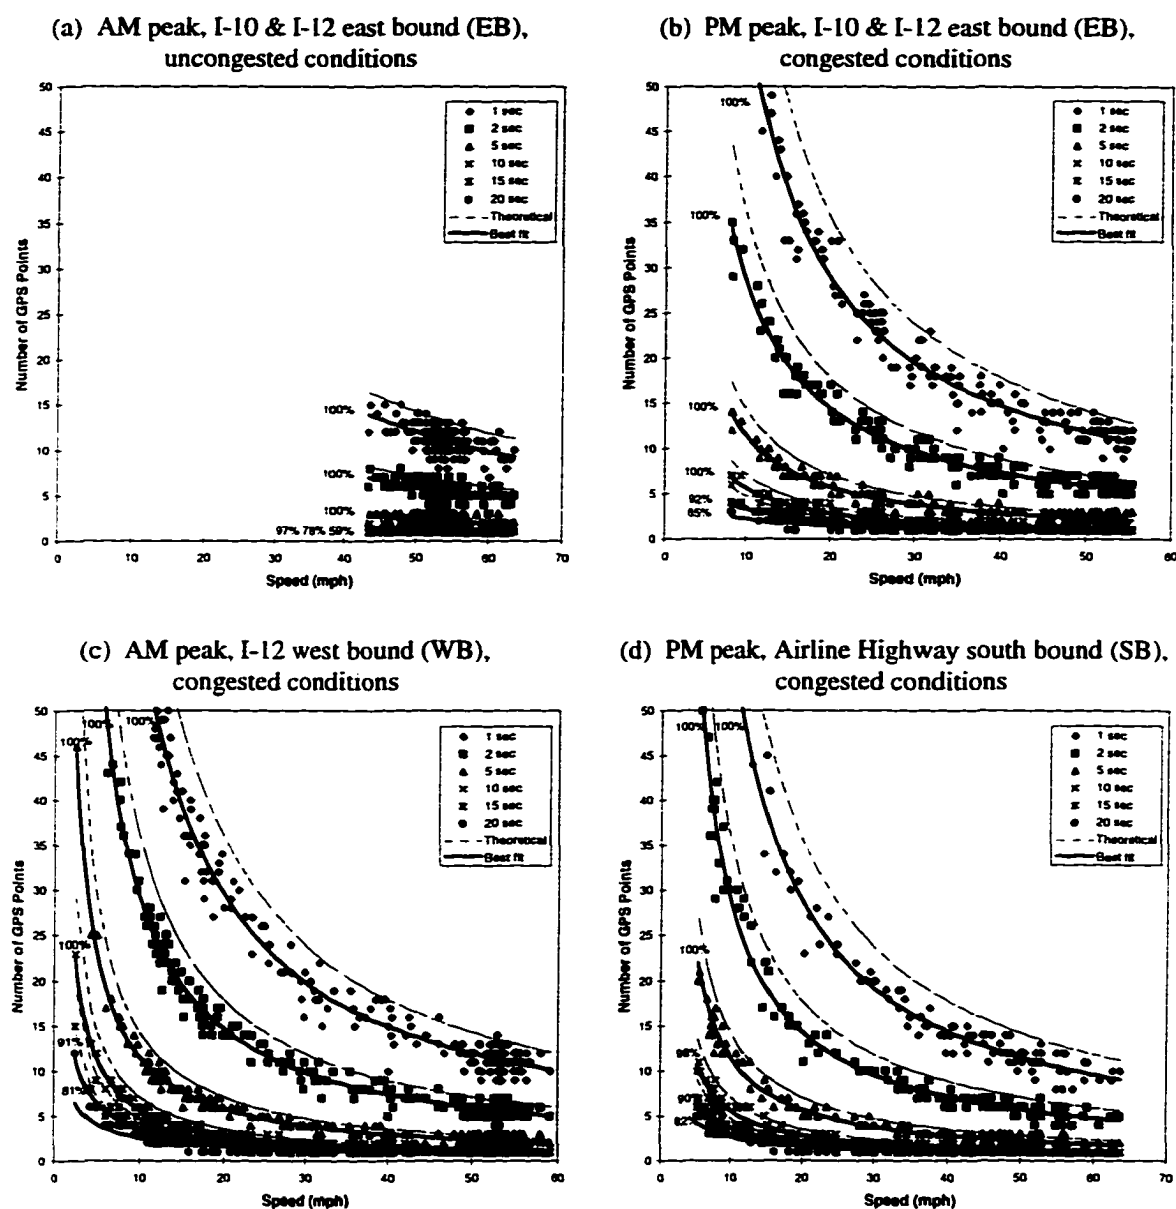 (a) AM peak, I-10 & I-12 east bound (EB),
uncongested conditions
50
45
40
35
30
25
20
15
10
5
0
Number of GPS Points
1 sec
2 sec
5 sec
10 sec
15 sec
20 sec
Theoretical
Best fit
100%
100%
100%
97% 78% 59%
0
10
20
30
40
50
60
70
Speed (mph)
(b) PM peak, I-10 & I-12 east bound (EB),
congested conditions
50
45
40
35
30
25
20
15
10
5
0
Number of GPS Points
1 sec
2 sec
5 sec
10 sec
15 sec
20 sec
Theoretical
Best fit
100%
100%
100%
100%
92%
85%
0
10
20
30
40
50
60
Speed (mph)
(c) AM peak, I-12 west bound (WB),
congested conditions
50
45
40
35
30
25
20
15
10
5
0
Number of GPS Points
1 sec
2 sec
5 sec
10 sec
15 sec
20 sec
Theoretical
Best fit
100%
100%
100%
100%
91%
81%
0
10
20
30
40
50
60
Speed (mph)
(d) PM peak, Airline Highway south bound (SB),
congested conditions
50
45
40
35
30
25
20
15
10
5
0
Number of GPS Points
1 sec
2 sec
5 sec
10 sec
15 sec
20 sec
Theoretical
Best fit
100%
100%
100%
98%
90%
82%
0
10
20
30
40
50
60
70
Speed (mph)